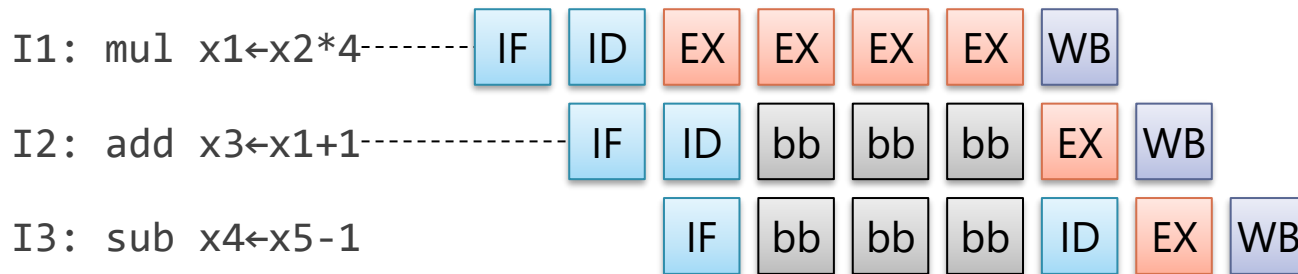 I1: mul x1←x2*4 IF ID EX EX EX EX WB
I2: add x3←x1+1 IF ID bb bb bb EX WB
I3: sub x4←x5-1 IF bb bb bb ID EX WB